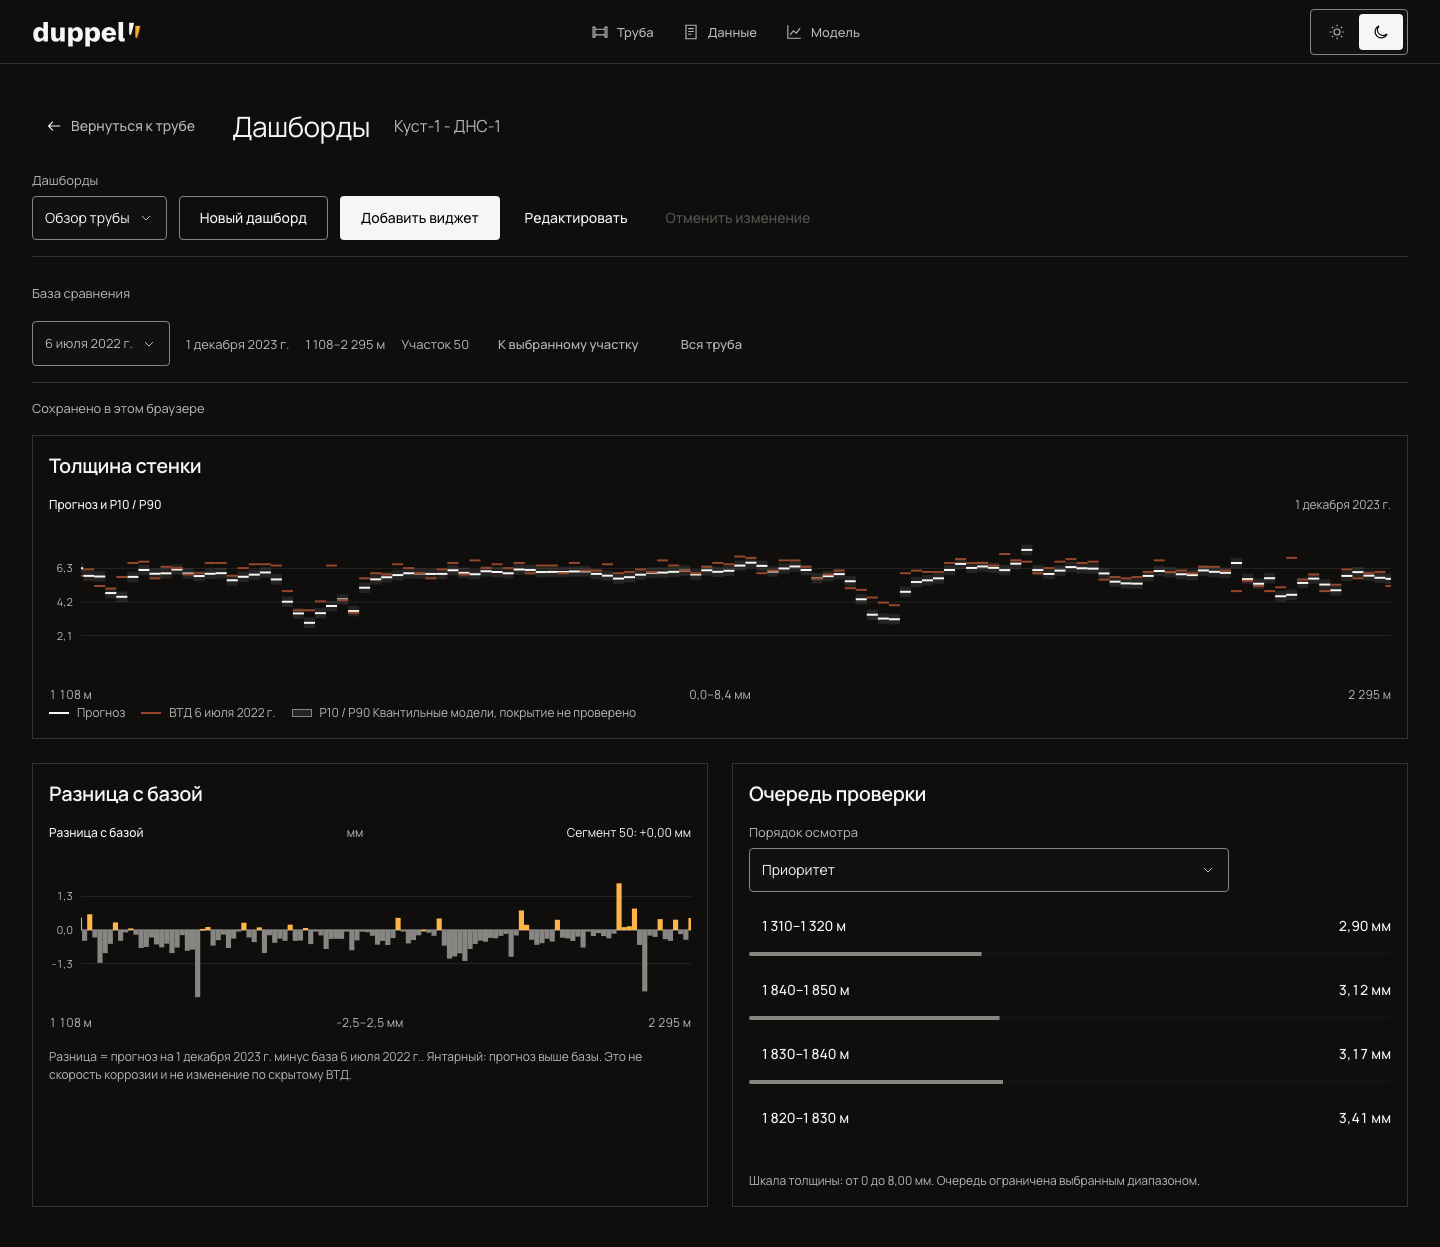 duppel
Труба
Данные
Модель
Вернуться к трубе
Дашборды
Куст-1 - ДНС-1
Дашборды
Обзор трубы
Новый дашборд
Добавить виджет
Редактировать
Отменить изменение
База сравнения
6 июля 2022 г.
1 декабря 2023 г.
1 108–2 295 м
Участок 50
К выбранному участку
Вся труба
Сохранено в этом браузере
Толщина стенки
Прогноз и P10 / P90
1 декабря 2023 г.
6,3
4,2
2,1
1 108 м
0,0–8,4 мм
2 295 м
Прогноз
ВТД 6 июля 2022 г.
P10 / P90 Квантильные модели, покрытие не проверено
Разница с базой
Разница с базой
мм
Сегмент 50: +0,00 мм
1,3
0,0
-1,3
1 108 м
-2,5–2,5 мм
2 295 м
Разница = прогноз на 1 декабря 2023 г. минус база 6 июля 2022 г.. Янтарный: прогноз выше базы. Это не
скорость коррозии и не изменение по скрытому ВТД.
Очередь проверки
Порядок осмотра
Приоритет
1 310–1 320 м
2,90 мм
1 840–1 850 м
3,12 мм
1 830–1 840 м
3,17 мм
1 820–1 830 м
3,41 мм
Шкала толщины: от 0 до 8,00 мм. Очередь ограничена выбранным диапазоном.